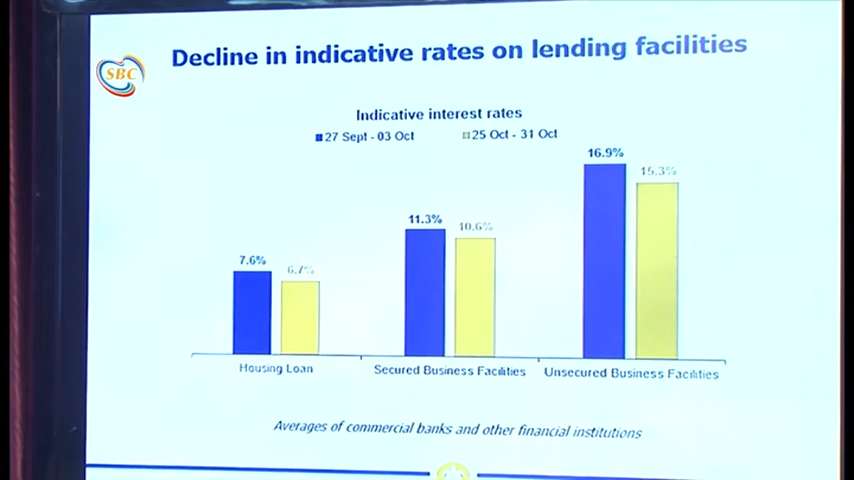 Decline in indicative rates on lending facilities
SBC
Indicative interest rates
27 Sept - 03 Oct 25 Oct - 31 Oct
16.9%
15.3%
11.3%
10.6%
7.6%
6.7%
Housing Loan Secured Business Facilities Unsecured Business Facilities
Averages of commercial banks and other financial institutions